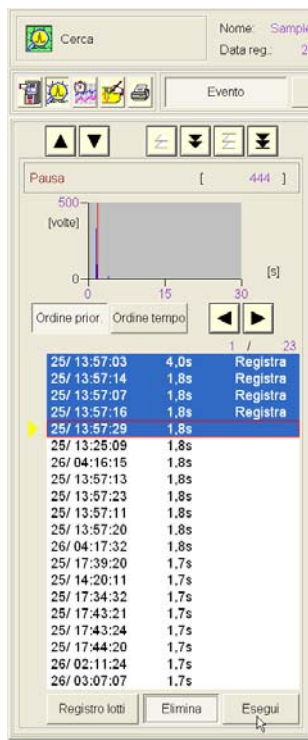 Cerca
Nome: Sample
Data reg.: 2
Evento
Pausa [ 444 ]
500
[volte]
0
[s]
0 15 30
Ordine prior. Ordine tempo
1 / 23
25/ 13:57:03 4,0s Registra
25/ 13:57:14 1,8s Registra
25/ 13:57:07 1,8s Registra
25/ 13:57:16 1,8s Registra
25/ 13:57:29 1,8s
25/ 13:25:09 1,8s
26/ 04:16:15 1,8s
25/ 13:57:13 1,8s
25/ 13:57:23 1,8s
25/ 13:57:11 1,8s
25/ 13:57:20 1,8s
26/ 04:17:32 1,8s
25/ 17:39:20 1,7s
25/ 14:20:11 1,7s
25/ 17:34:32 1,7s
25/ 17:43:21 1,7s
25/ 17:43:24 1,7s
25/ 17:44:20 1,7s
26/ 02:11:24 1,7s
26/ 03:07:07 1,7s
Registro lotti Elimina Esegui